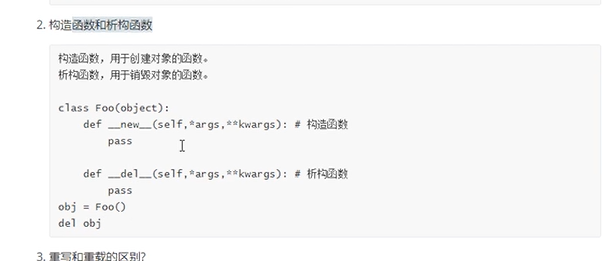 2. 构造函数和析构函数
构造函数，用于创建对象的函数。
析构函数，用于销毁对象的函数。
class Foo(object):
    def __new__(self,*args,**kwargs): # 构造函数
        pass
    def __del__(self,*args,**kwargs): # 析构函数
        pass
obj = Foo()
del obj
3. 重写和重载的区别?